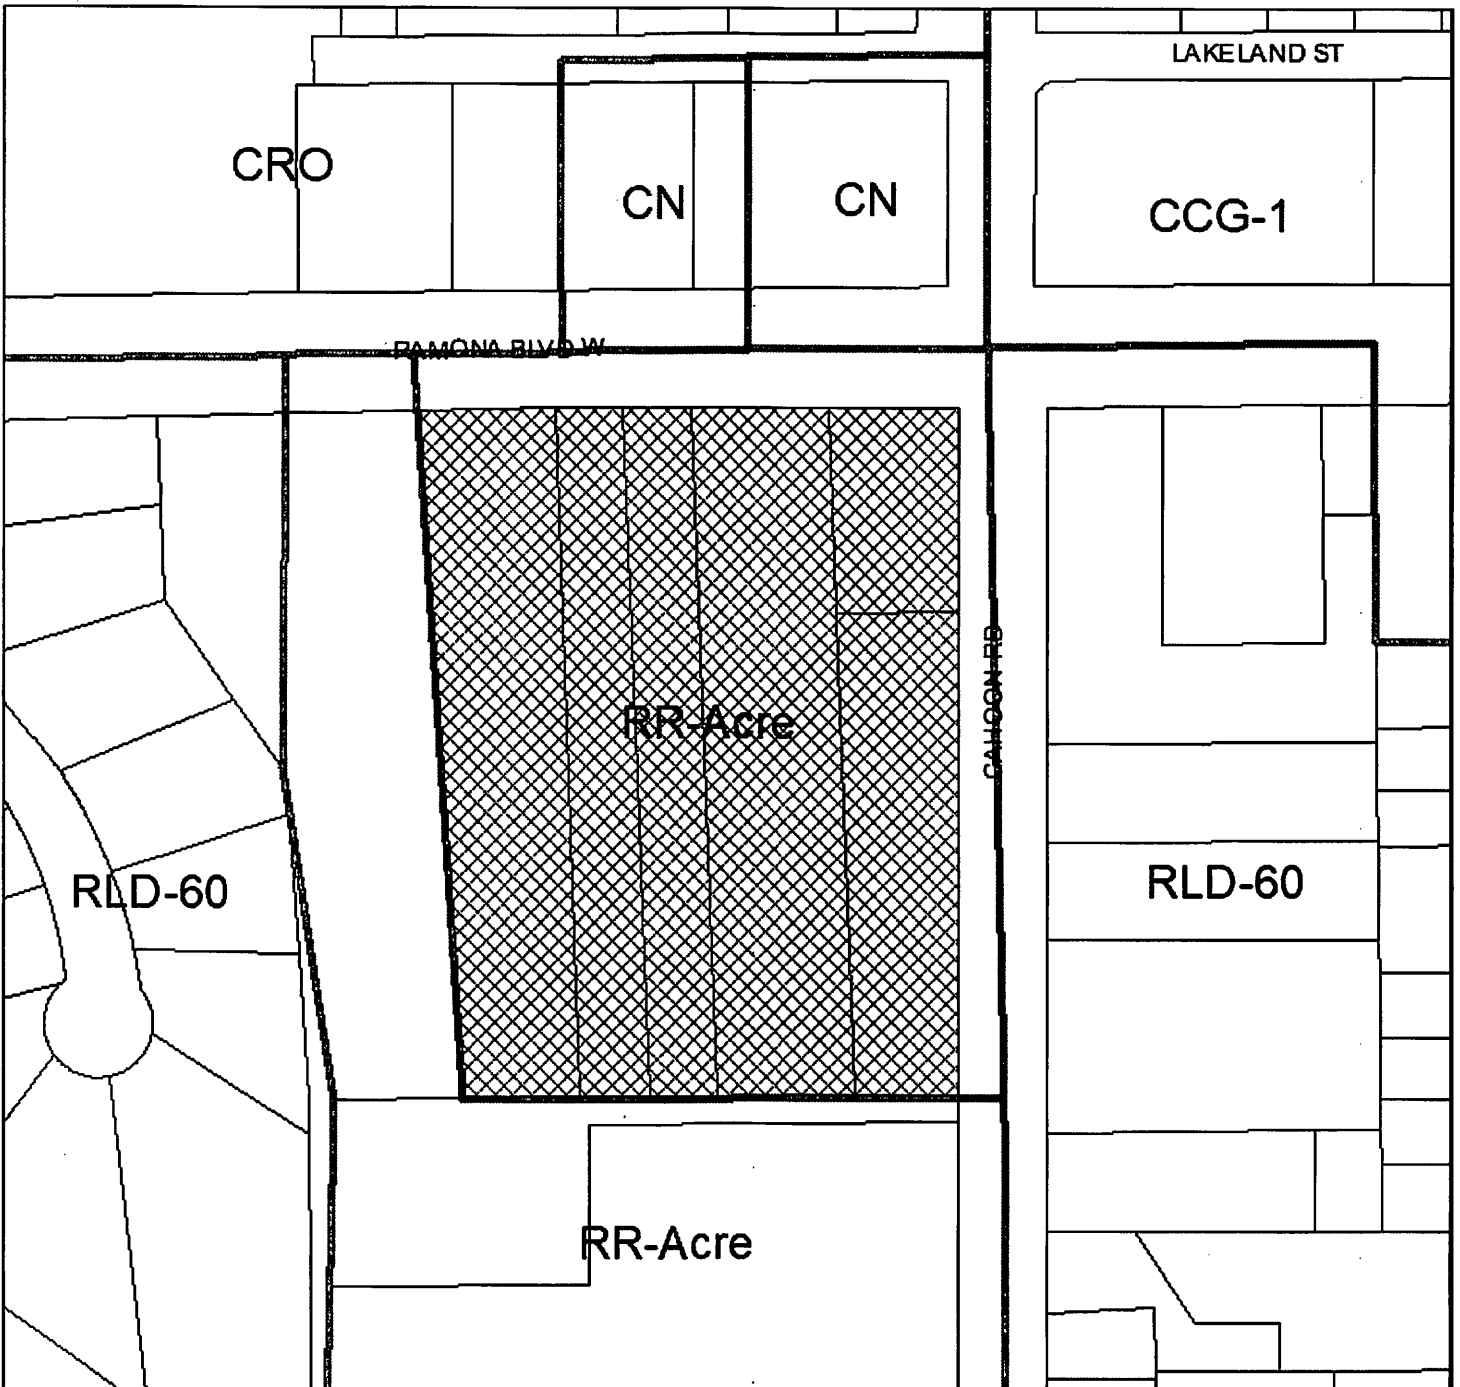 LAKELAND ST
CRO
CN
CN
CCG-1
RAMONA BLVD W
RR-Acre
CAHOON RD
RLD-60
RLD-60
RR-Acre